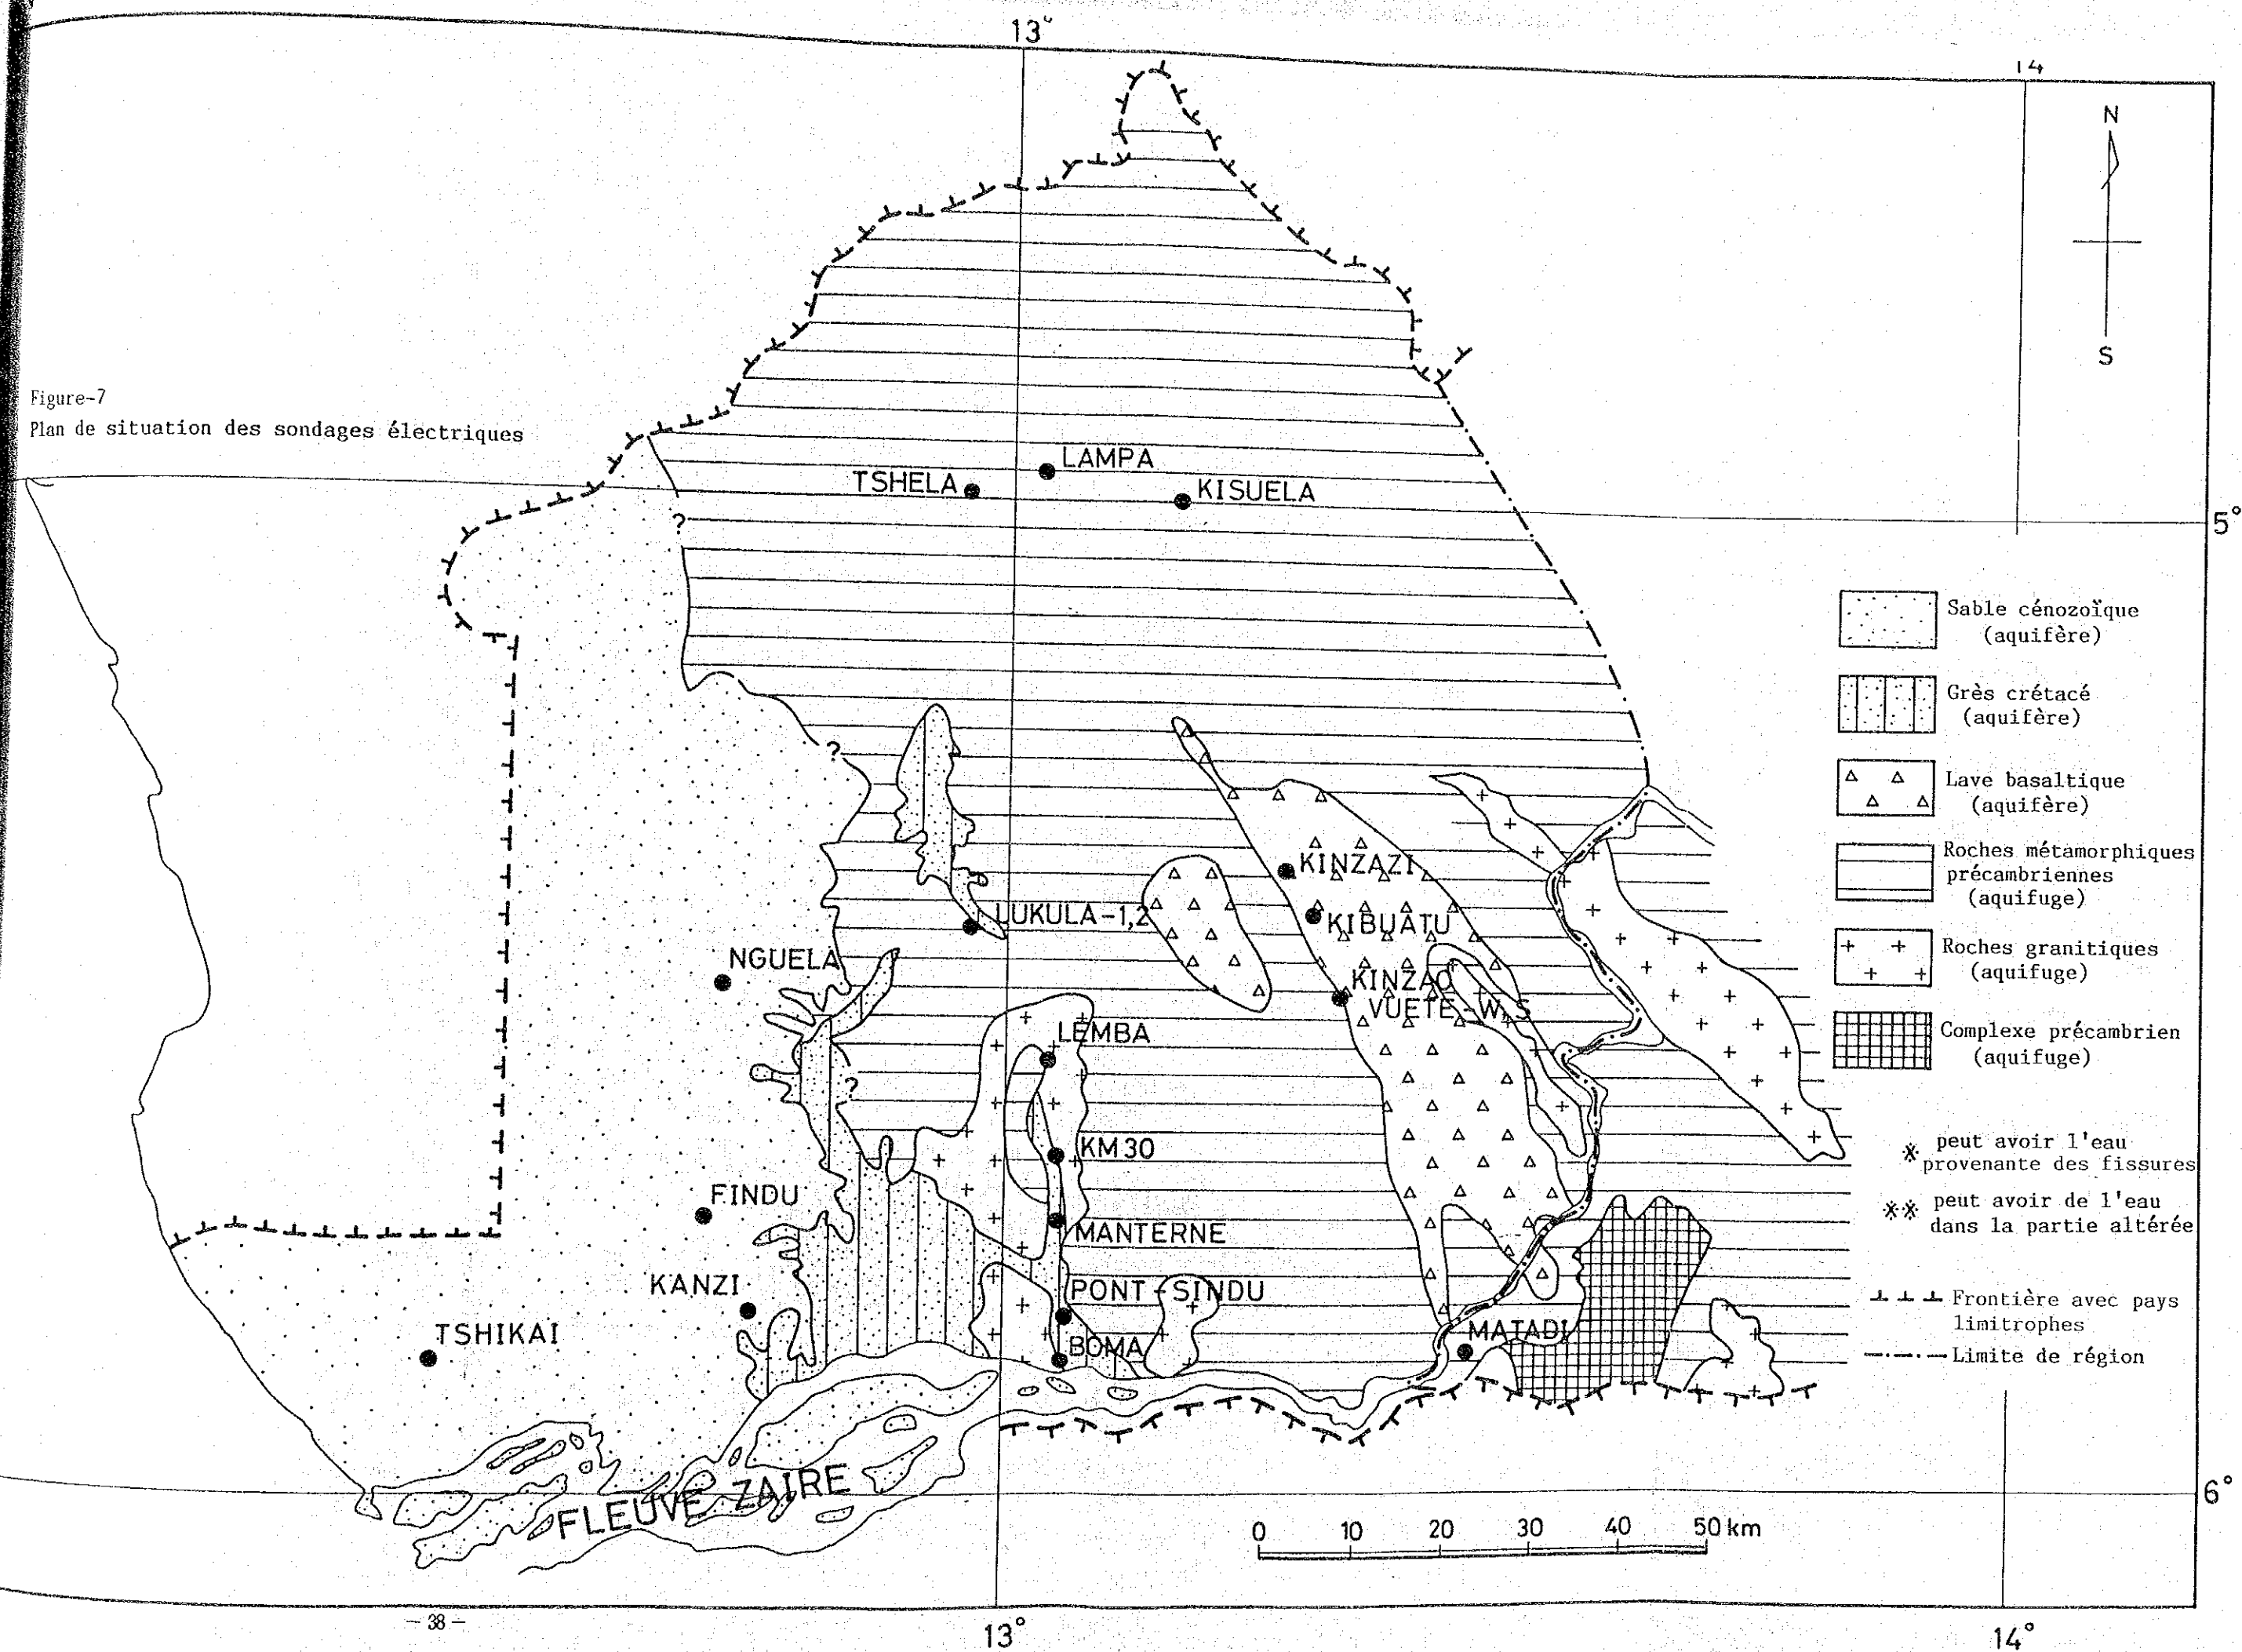 13°
14
N
S
Figure-7
Plan de situation des sondages électriques
LAMPA
TSHELA
KISUELA
5°
?
Sable cénozoïque
(aquifère)
Grès crétacé
(aquifère)
?
Lave basaltique
(aquifère)
Roches métamorphiques
précambriennes
(aquifuge)
KINZAZI
LUKULA-1,2
KIBUATU
NGUELA
Roches granitiques
(aquifuge)
KINZAO
VUETE-W,S
LEMBA
Complexe précambrien
(aquifuge)
?
KM30
※ peut avoir l'eau
provenante des fissures
FINDU
※※ peut avoir de l'eau
dans la partie altérée
MANTERNE
KANZI
PONT-SINDU
Frontière avec pays
limitrophes
TSHIKAI
MATADI
BOMA
Limite de région
FLEUVE ZAIRE
6°
0 10 20 30 40 50 km
-38-
13°
14°